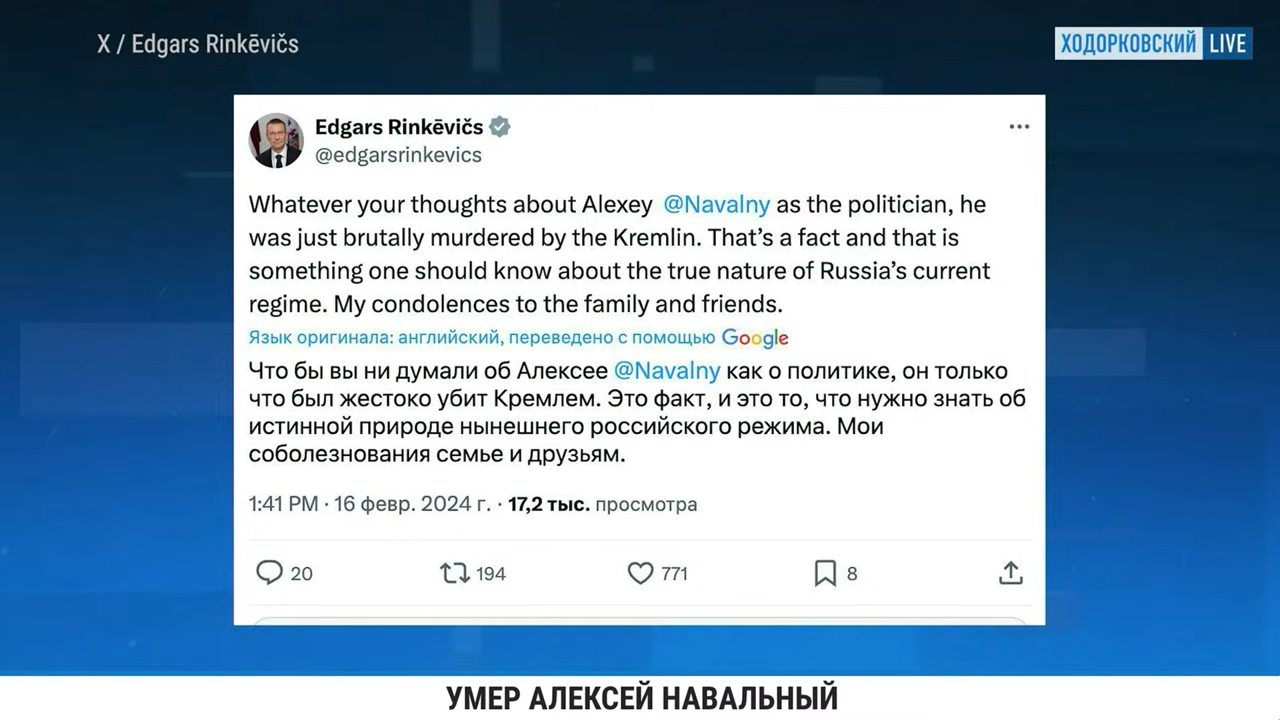 X / Edgars Rinkēvičs
ХОДОРКОВСКИЙ LIVE
Edgars Rinkēvičs
@edgarsrinkevics
Whatever your thoughts about Alexey @Navalny as the politician, he
was just brutally murdered by the Kremlin. That’s a fact and that is
something one should know about the true nature of Russia’s current
regime. My condolences to the family and friends.
Язык оригинала: английский, переведено с помощью Google
Что бы вы ни думали об Алексее @Navalny как о политике, он только
что был жестоко убит Кремлем. Это факт, и это то, что нужно знать об
истинной природе нынешнего российского режима. Мои
соболезнования семье и друзьям.
1:41 PM · 16 февр. 2024 г. · 17,2 тыс. просмотра
20 194 771 8
УМЕР АЛЕКСЕЙ НАВАЛЬНЫЙ